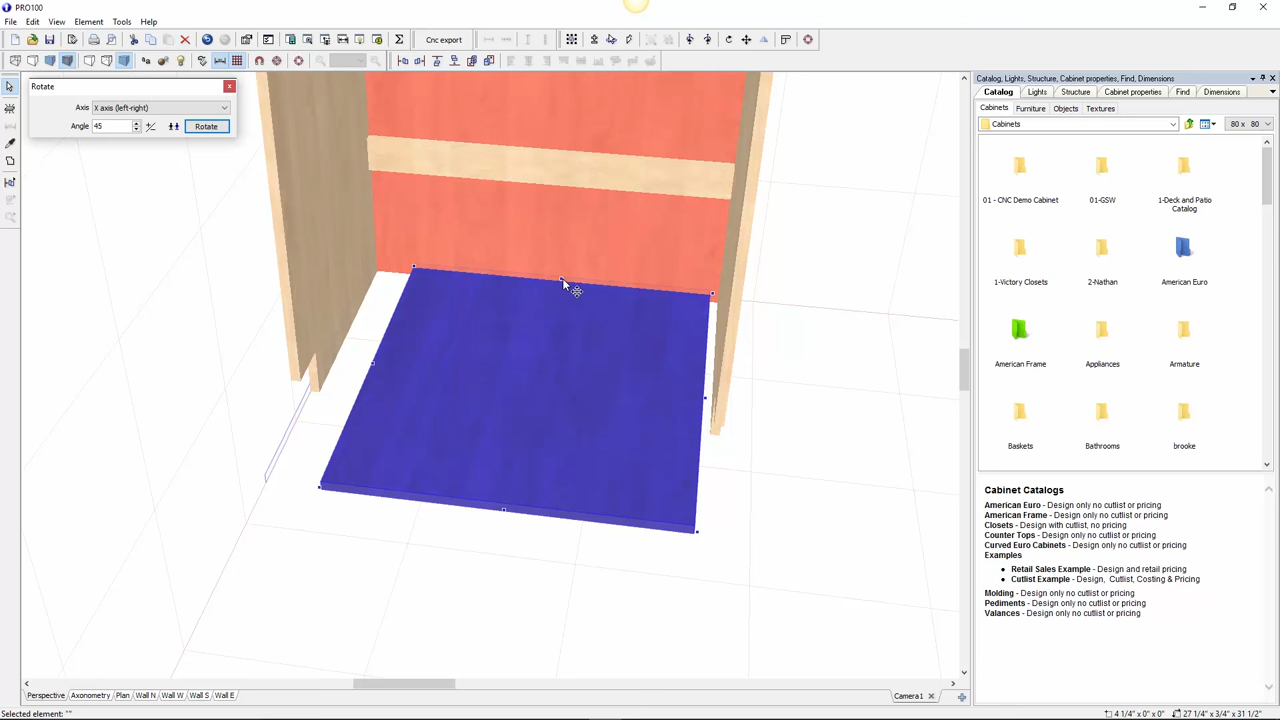 PRO100
File Edit View Element Tools Help
Cnc export
Rotate
Axis X axis (left-right)
Angle 45 Rotate
Catalog, Lights, Structure, Cabinet properties, Find, Dimensions
Catalog Lights Structure Cabinet properties Find Dimensions
Cabinets Furniture Objects Textures
Cabinets 80 x 80
01 - CNC Demo Cabinet 01-GSW 1-Deck and Patio Catalog
1-Victory Closets 2-Nathan American Euro
American Frame Appliances Armature
Baskets Bathrooms brooke
Cabinet Catalogs
American Euro - Design only no cutlist or pricing
American Frame - Design only no cutlist or pricing
Closets - Design with cutlist, no pricing
Counter Tops - Design only no cutlist or pricing
Curved Euro Cabinets - Design only no cutlist or pricing
Examples
• Retail Sales Example - Design and retail pricing
• Cutlist Example - Design, Cutlist, Costing & Pricing
Molding - Design only no cutlist or pricing
Pediments - Design only no cutlist or pricing
Valances - Design only no cutlist or pricing
Perspective Axonometry Plan Wall N Wall W Wall S Wall E Camera1
Selected element: "" 4 1/4" x 0" x 0" 27 1/4" x 3/4" x 31 1/2"